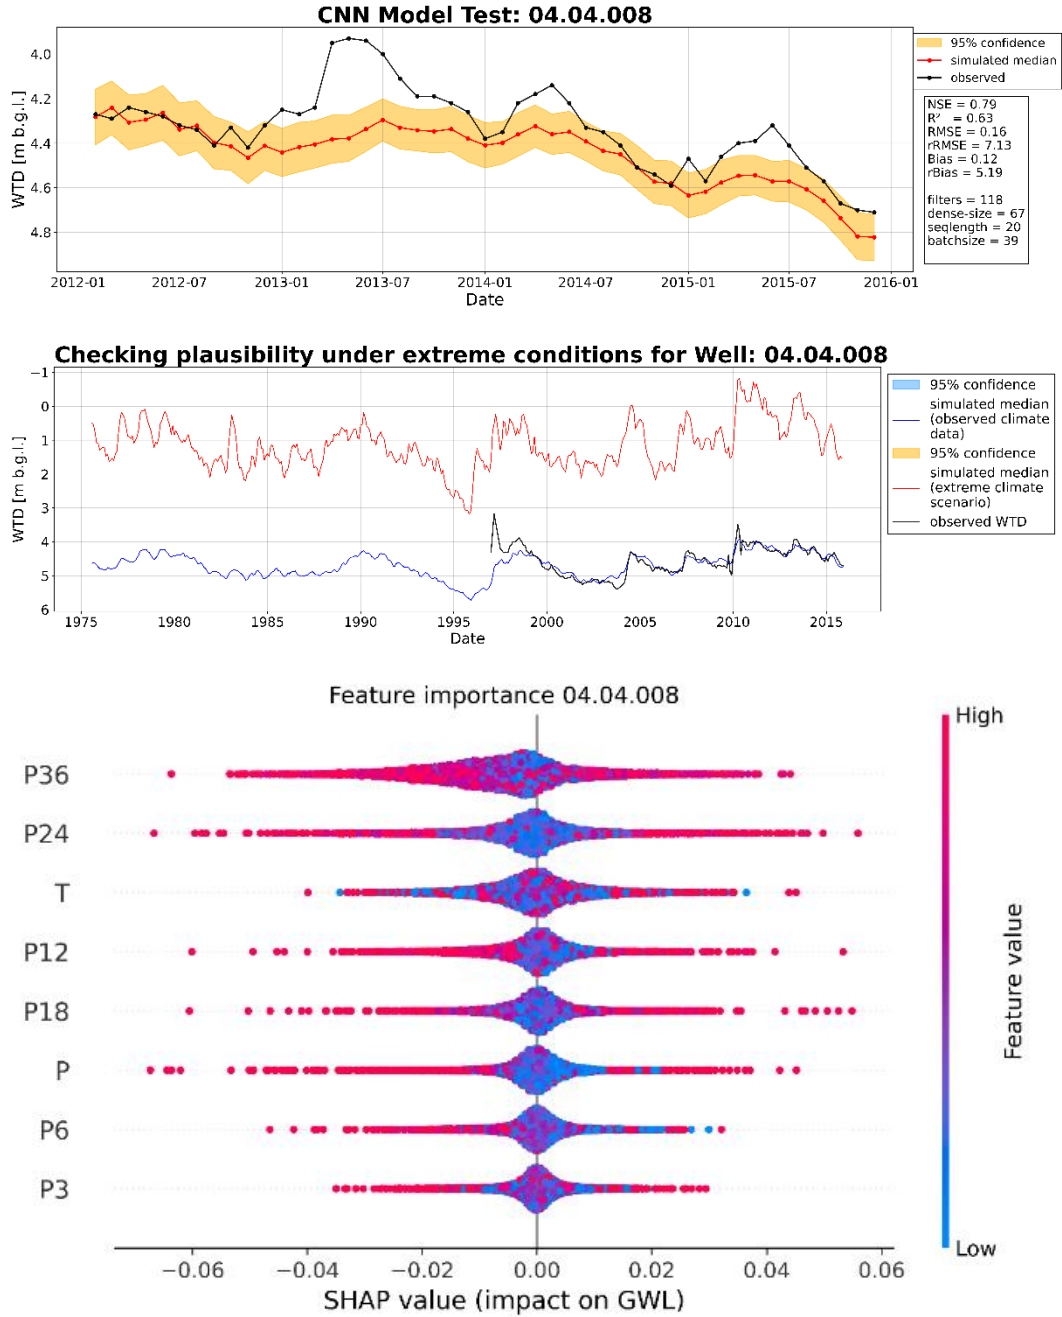 CNN Model Test: 04.04.008
4.0
4.2
4.4
4.6
4.8
WTD [m b.g.l.]
2012-01 2012-07 2013-01 2013-07 2014-01 2014-07 2015-01 2015-07 2016-01
Date
95% confidence
simulated median
observed
NSE = 0.79
R² = 0.63
RMSE = 0.16
rRMSE = 7.13
Bias = 0.12
rBias = 5.19
filters = 118
dense-size = 67
seqlength = 20
batchsize = 39
Checking plausibility under extreme conditions for Well: 04.04.008
−1
0
1
2
3
4
5
6
WTD [m b.g.l.]
1975 1980 1985 1990 1995 2000 2005 2010 2015
Date
95% confidence
simulated median
(observed climate
data)
95% confidence
simulated median
(extreme climate
scenario)
observed WTD
Feature importance 04.04.008
P36
P24
T
P12
P18
P
P6
P3
−0.06 −0.04 −0.02 0.00 0.02 0.04 0.06
SHAP value (impact on GWL)
High
Feature value
Low